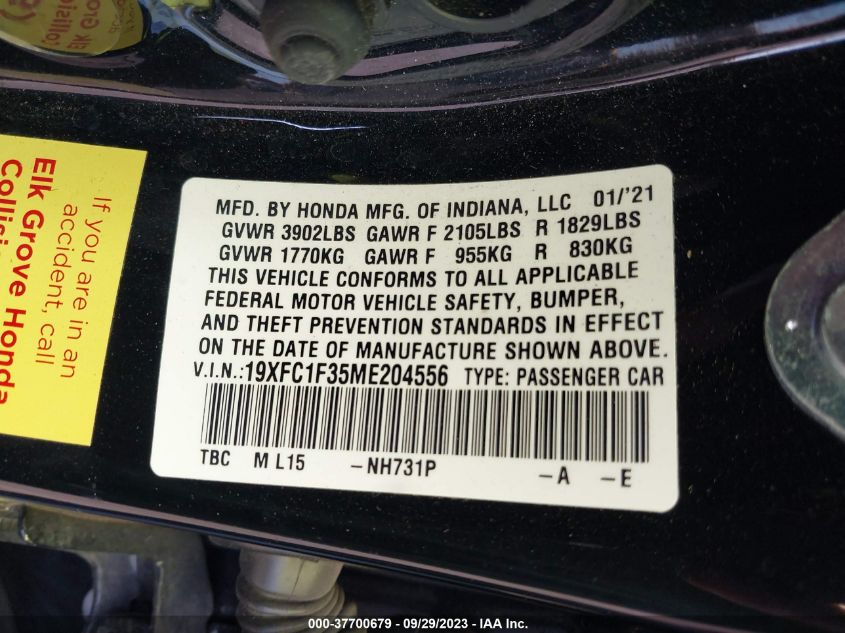 MFD. BY HONDA MFG. OF INDIANA, LLC 01/'21
GVWR 3902LBS GAWR F 2105LBS R 1829LBS
GVWR 1770KG GAWR F 955KG R 830KG
THIS VEHICLE CONFORMS TO ALL APPLICABLE
FEDERAL MOTOR VEHICLE SAFETY, BUMPER,
AND THEFT PREVENTION STANDARDS IN EFFECT
ON THE DATE OF MANUFACTURE SHOWN ABOVE.
V.I.N.:19XFC1F35ME204556 TYPE: PASSENGER CAR
TBC M L15 -NH731P -A -E
If you are in an
accident, call
Elk Grove Honda
000-37700679 / 09/29/2023 - IAA Inc.